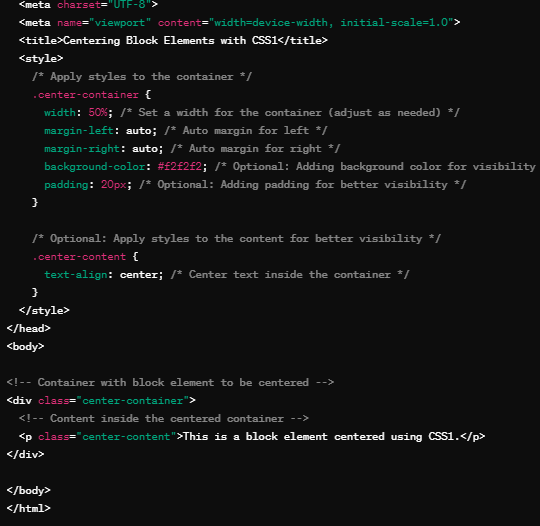 <meta charset="UTF-8">
<meta name="viewport" content="width=device-width, initial-scale=1.0">
<title>Centering Block Elements with CSS1</title>
<style>
/* Apply styles to the container */
.center-container {
width: 50%; /* Set a width for the container (adjust as needed) */
margin-left: auto; /* Auto margin for left */
margin-right: auto; /* Auto margin for right */
background-color: #f2f2f2; /* Optional: Adding background color for visibility
padding: 20px; /* Optional: Adding padding for better visibility */
}
/* Optional: Apply styles to the content for better visibility */
.center-content {
text-align: center; /* Center text inside the container */
}
</style>
</head>
<body>
<!-- Container with block element to be centered -->
<div class="center-container">
<!-- Content inside the centered container -->
<p class="center-content">This is a block element centered using CSS1.</p>
</div>
</body>
</html>